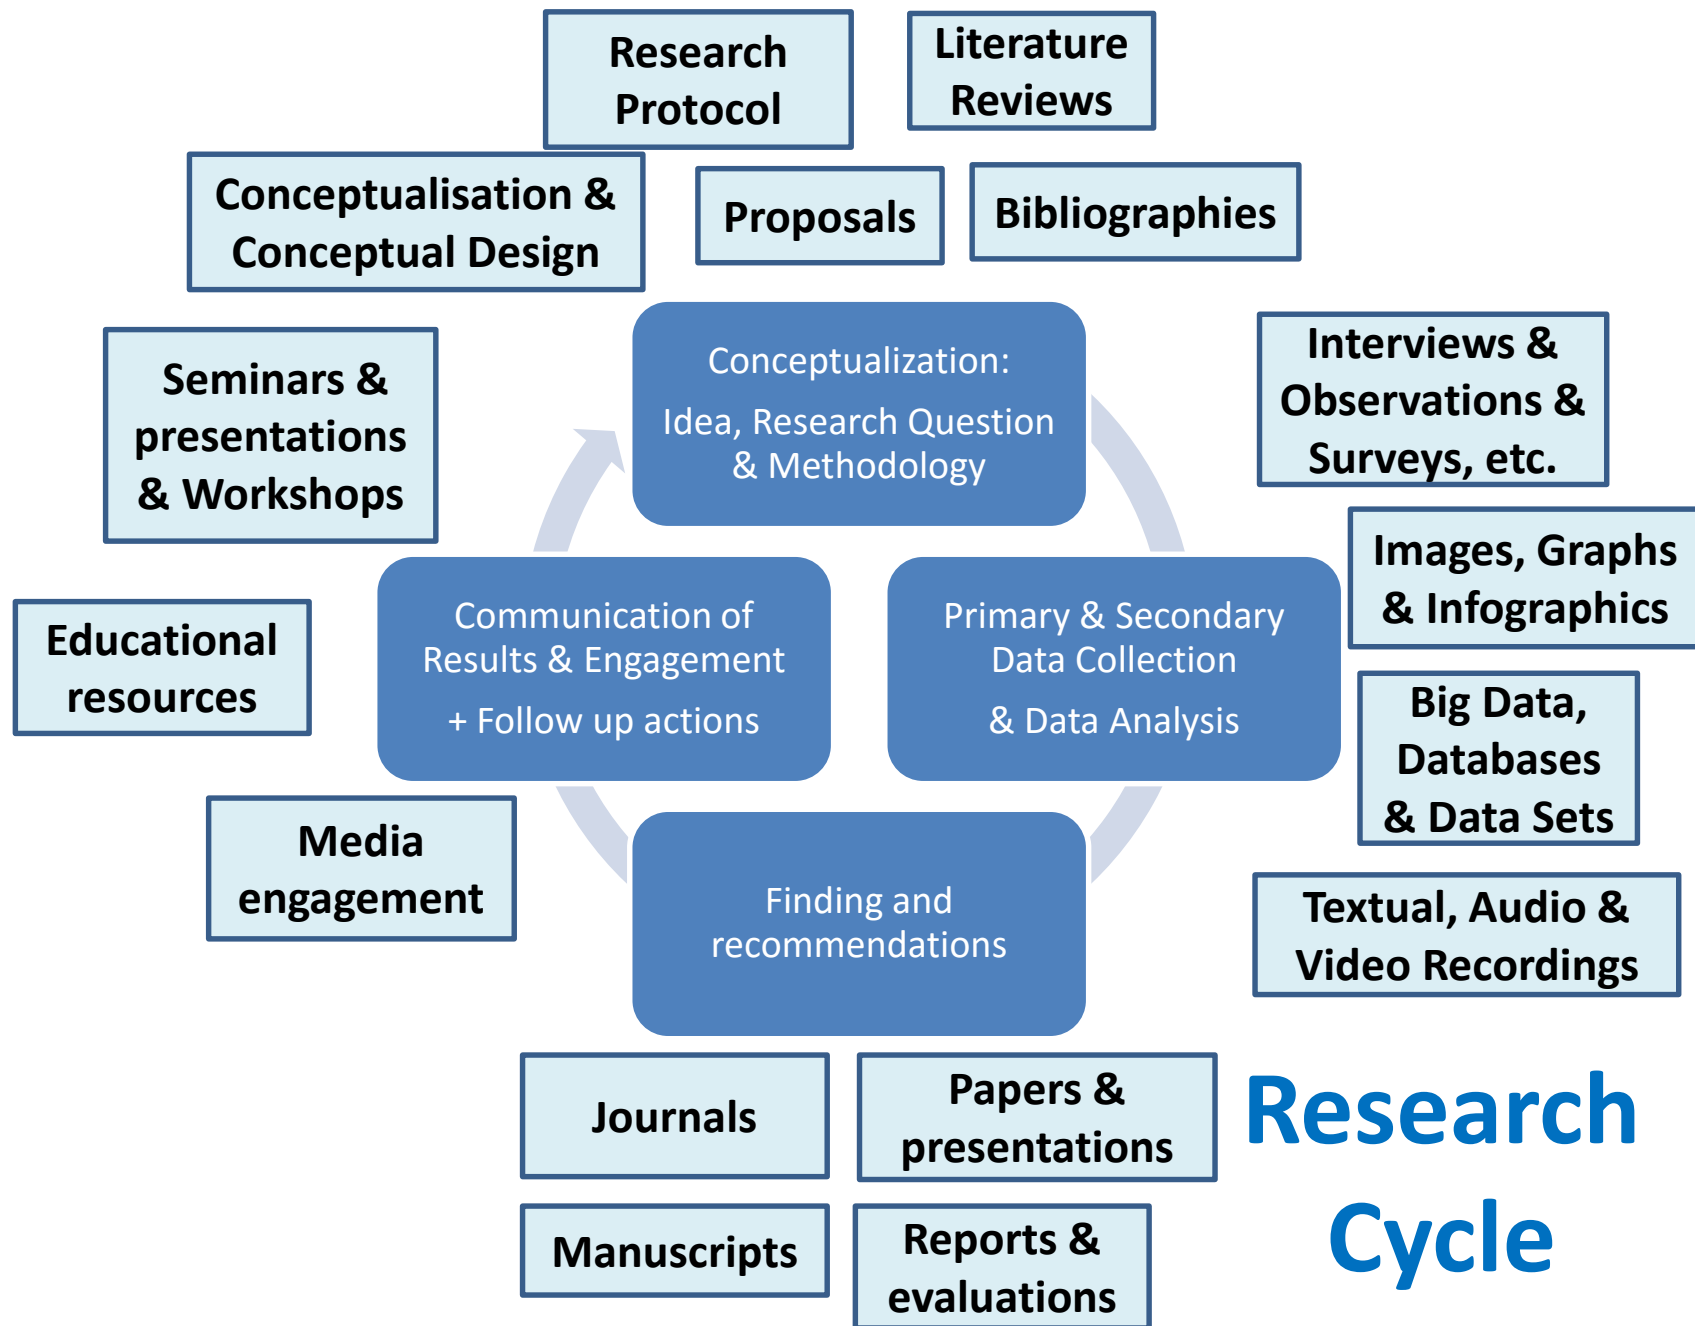 Research
Protocol
Literature
Reviews
Conceptualisation &
Conceptual Design
Proposals
Bibliographies
Conceptualization:
Idea, Research Question
& Methodology
Interviews &
Observations &
Surveys, etc.
Seminars &
presentations
& Workshops
Images, Graphs
& Infographics
Communication of
Results & Engagement
+ Follow up actions
Primary & Secondary
Data Collection
& Data Analysis
Educational
resources
Big Data,
Databases
& Data Sets
Media
engagement
Finding and
recommendations
Textual, Audio &
Video Recordings
Journals
Papers &
presentations
Manuscripts
Reports &
evaluations
Research
Cycle